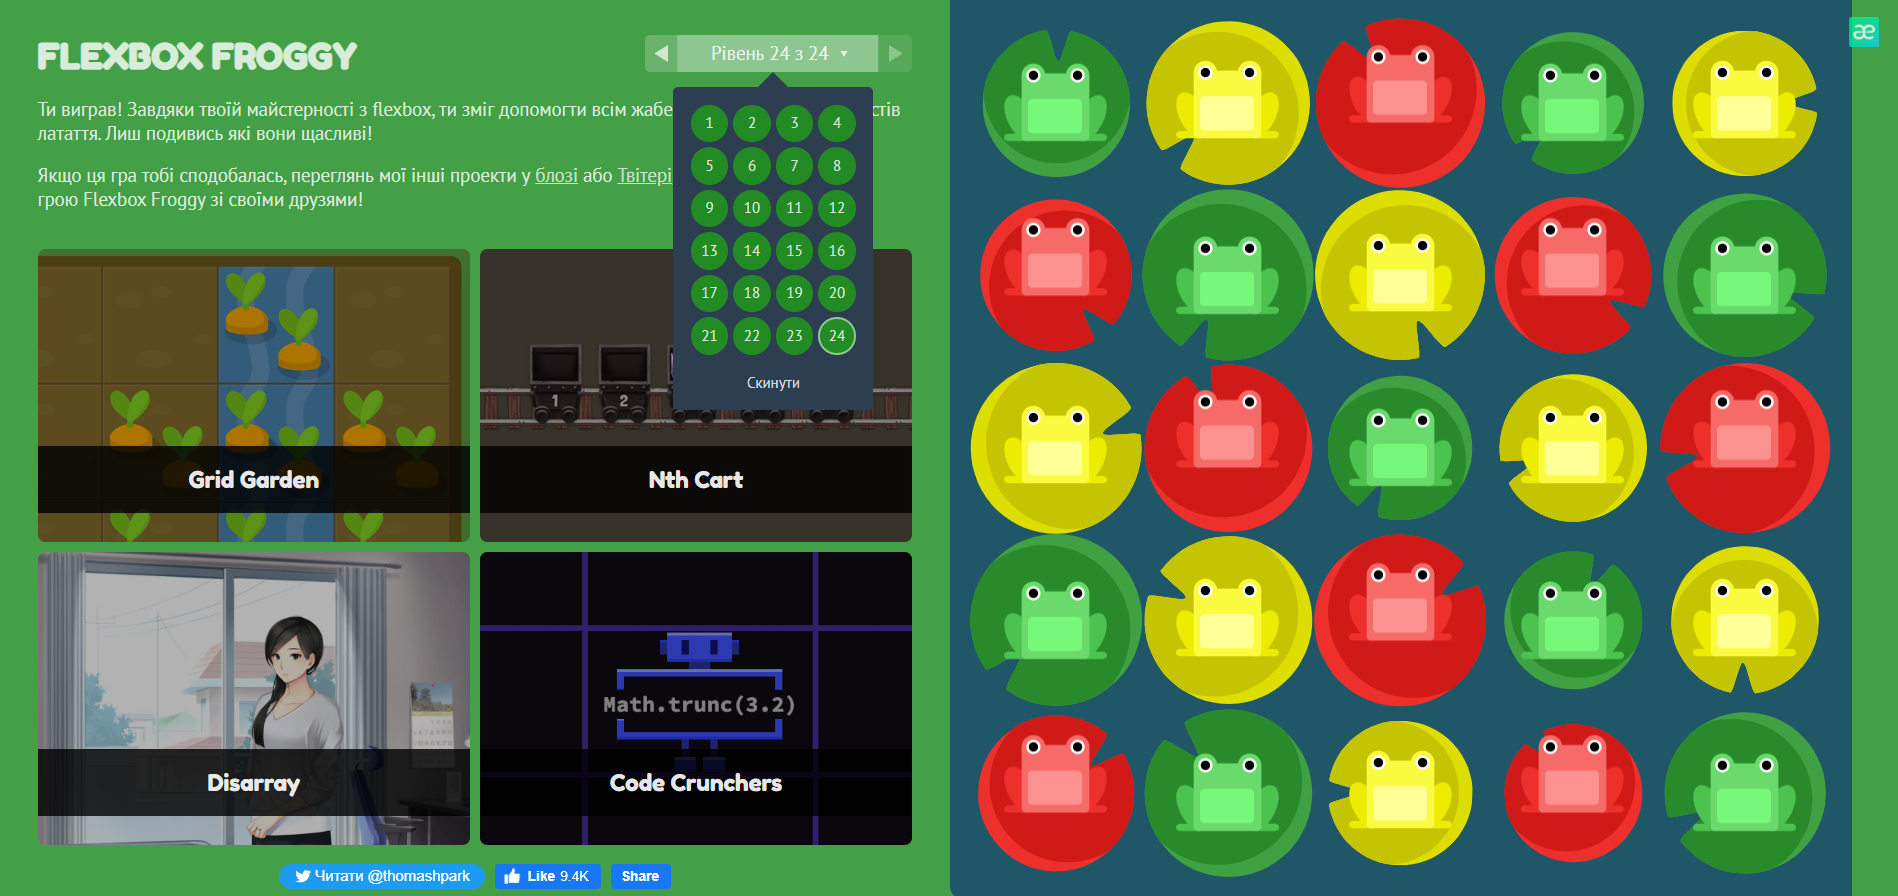 FLEXBOX FROGGY
Рівень 24 з 24
Ти виграв! Завдяки твоїй майстерності з flexbox, ти зміг допомогти всім жабе
стів
латаття. Лиш подивись які вони щасливі!
Якщо ця гра тобі сподобалась, переглянь мої інші проекти у блозі або Твітері
грою Flexbox Froggy зі своїми друзями!
1 2 3 4
5 6 7 8
9 10 11 12
13 14 15 16
17 18 19 20
21 22 23 24
Скинути
1 2
Grid Garden
Nth Cart
Math.trunc(3.2)
Disarray
Code Crunchers
Читати @thomashpark
Like 9.4K
Share
æ